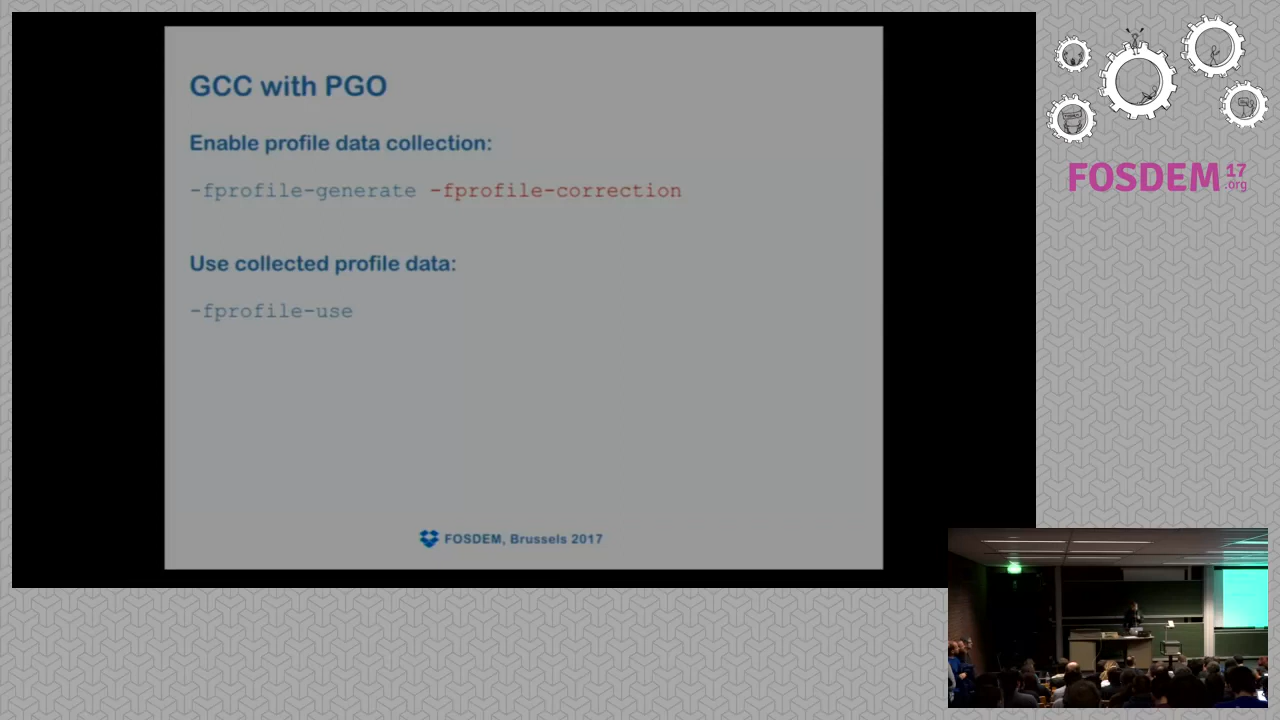 GCC with PGO
Enable profile data collection:
-fprofile-generate -fprofile-correction
Use collected profile data:
-fprofile-use
FOSDEM, Brussels 2017
FOSDEM 17
.org